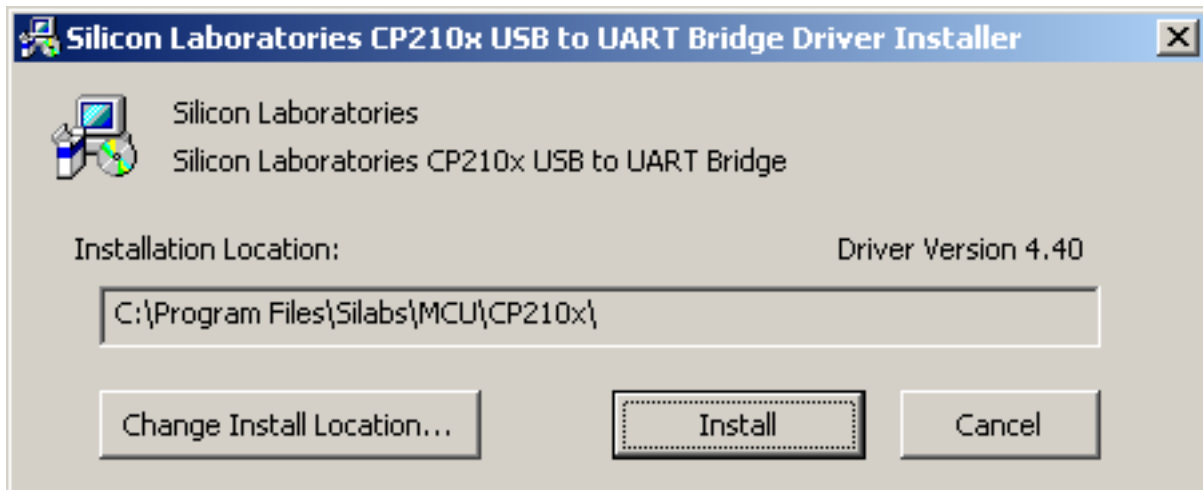 Silicon Laboratories CP210x USB to UART Bridge Driver Installer
Silicon Laboratories
Silicon Laboratories CP210x USB to UART Bridge
Installation Location: Driver Version 4.40
C:\Program Files\Silabs\MCU\CP210x\
Change Install Location... Install Cancel